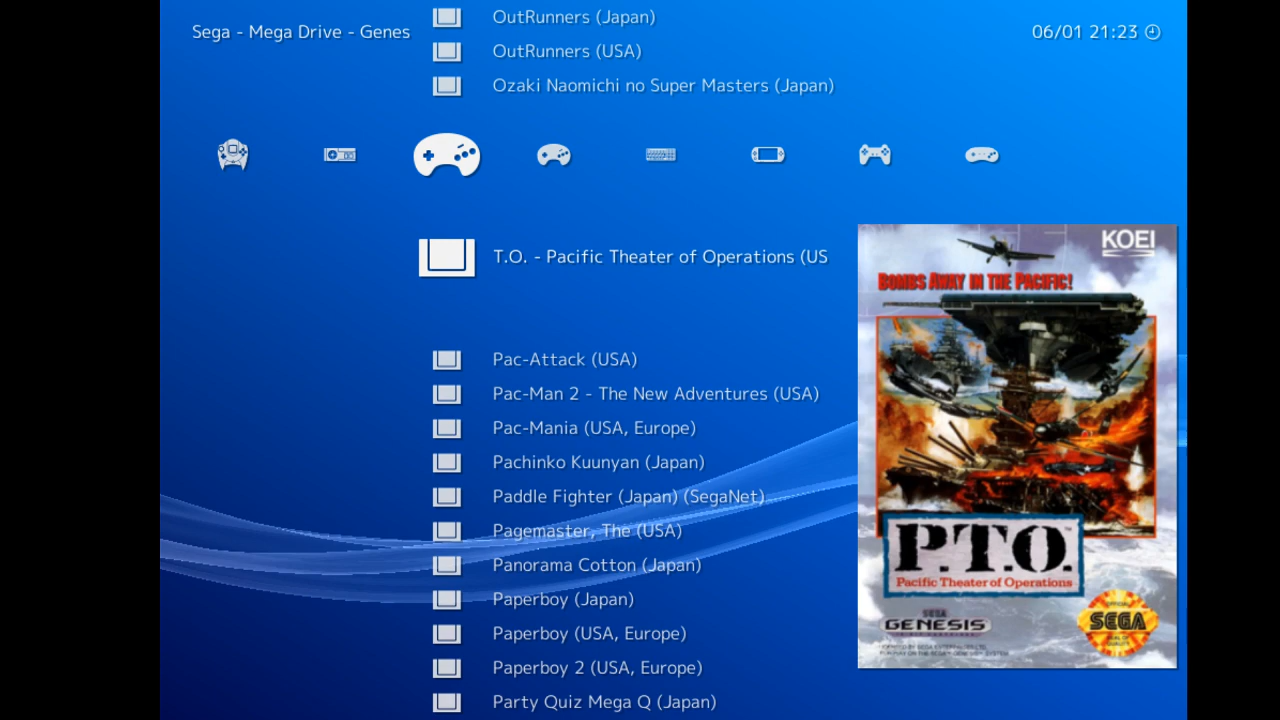 OutRunners (Japan)
Sega - Mega Drive - Genes
06/01 21:23
OutRunners (USA)
Ozaki Naomichi no Super Masters (Japan)
T.O. - Pacific Theater of Operations (US
KOEI
BOMBS AWAY IN THE PACIFIC!
P.T.O.
Pacific Theater of Operations
SEGA
GENESIS
SEGA
Pac-Attack (USA)
Pac-Man 2 - The New Adventures (USA)
Pac-Mania (USA, Europe)
Pachinko Kuunyan (Japan)
Paddle Fighter (Japan) (SegaNet)
Pagemaster, The (USA)
Panorama Cotton (Japan)
Paperboy (Japan)
Paperboy (USA, Europe)
Paperboy 2 (USA, Europe)
Party Quiz Mega Q (Japan)